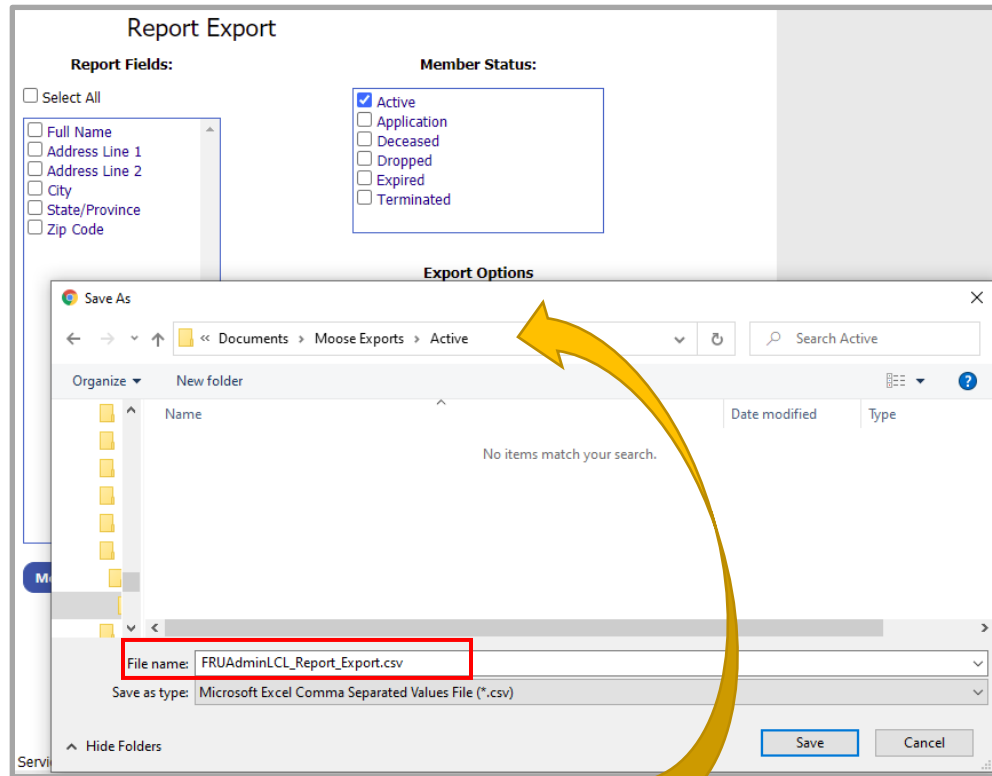 Report Export
Report Fields:
Member Status:
Select All
Full Name
Address Line 1
Address Line 2
City
State/Province
Zip Code
Active
Application
Deceased
Dropped
Expired
Terminated
Export Options
Save As
« Documents > Moose Exports > Active
Search Active
Organize
New folder
Name
Date modified
Type
No items match your search.
File name: FRUAdminLCL_Report_Export.csv
Save as type: Microsoft Excel Comma Separated Values File (*.csv)
Hide Folders
Save
Cancel